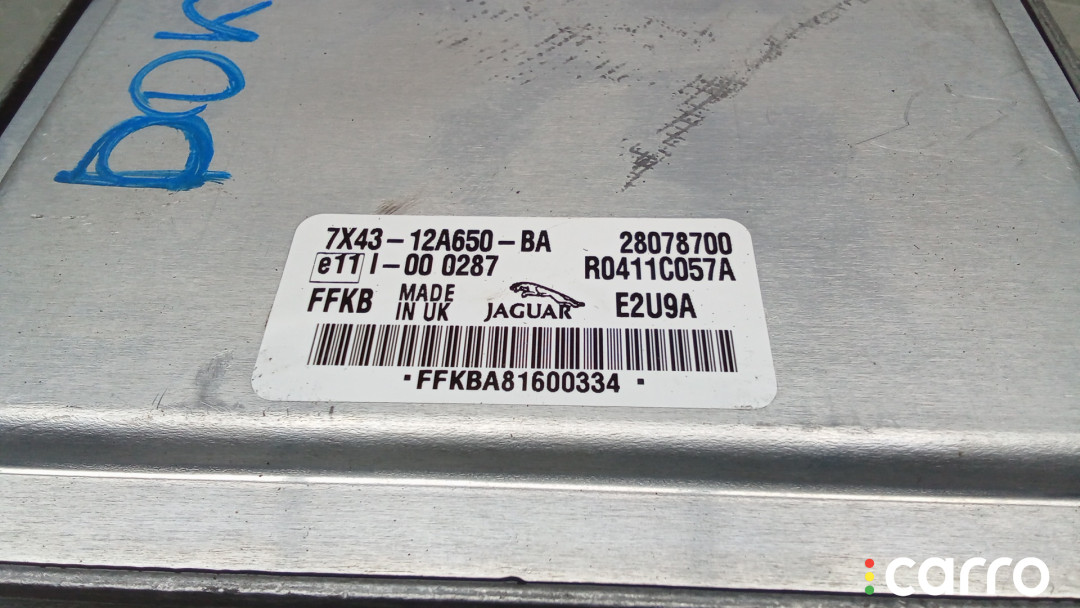 7X43-12A650-BA 28078700
e11 I-00 0287 R0411C057A
FFKB MADE IN UK JAGUAR E2U9A
·FFKBA81600334·
carro